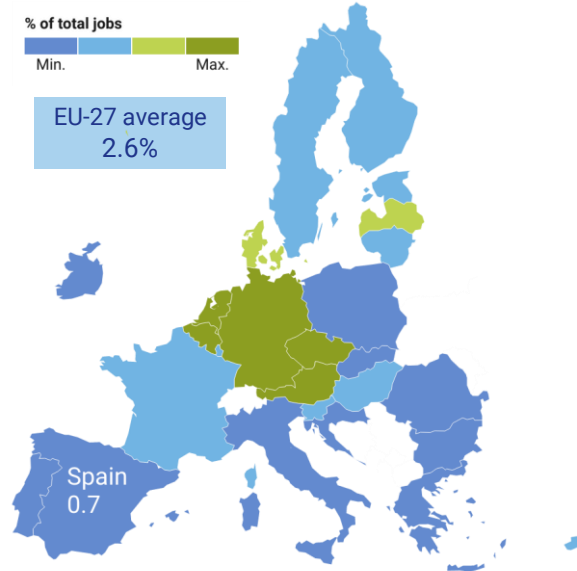 % of total jobs
Min. Max.
EU-27 average
2.6%
Spain
0.7